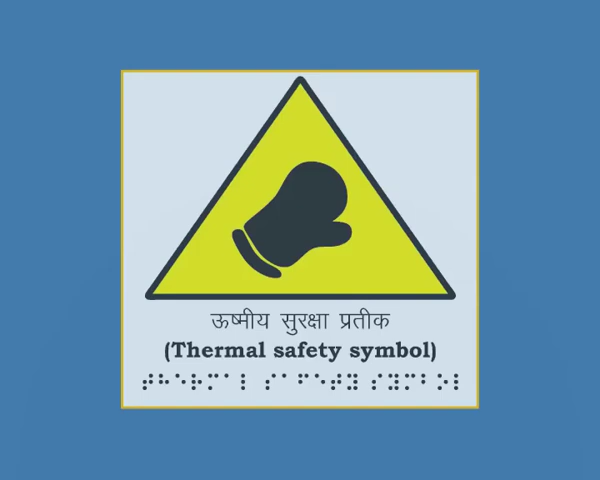 ऊष्मीय सुरक्षा प्रतीक
(Thermal safety symbol)
⠞⠓⠑⠗⠍⠁⠇ ⠎⠁⠋⠑⠞⠽ ⠎⠽⠍⠃⠕⠇